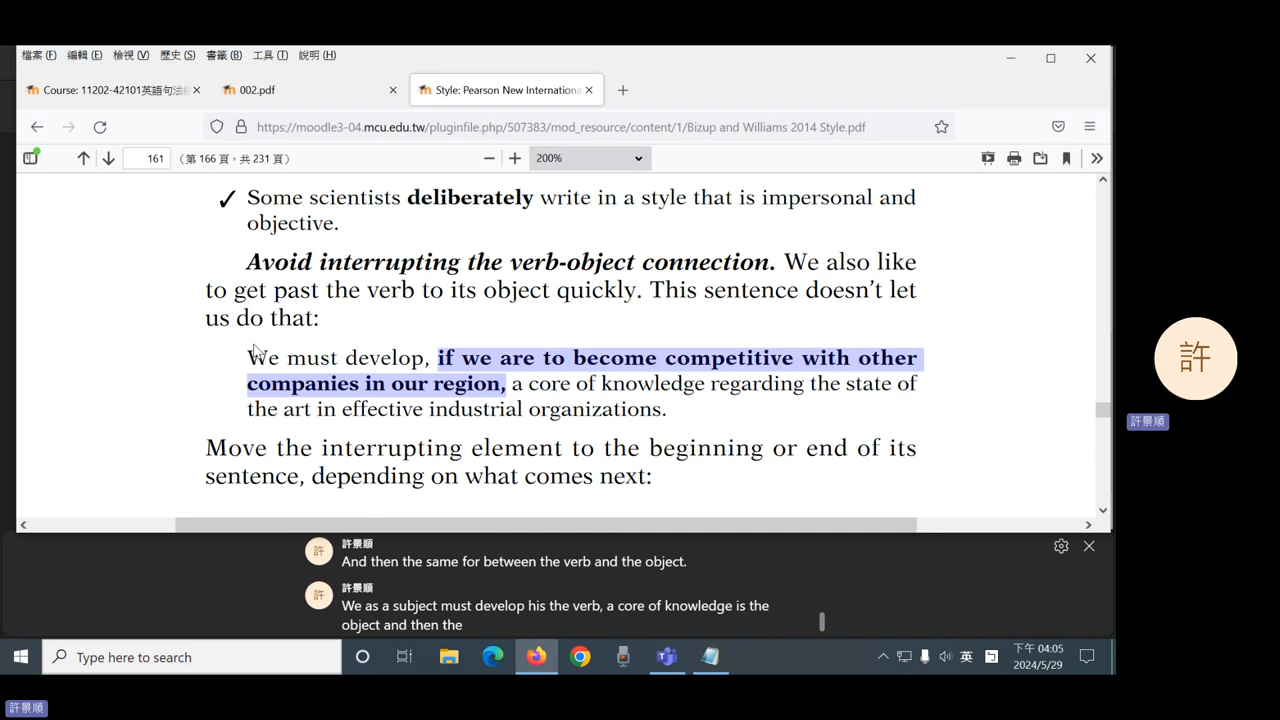 檔案 (F) 編輯 (E) 檢視 (V) 歷史 (S) 書籤 (B) 工具 (T) 說明 (H)
Course: 11202-42101英語句法
002.pdf
Style: Pearson New Internationa
https://moodle3-04.mcu.edu.tw/pluginfile.php/507383/mod_resource/content/1/Bizup and Williams 2014 Style.pdf
161 (第 166 頁，共 231 頁) 200%
✓ Some scientists deliberately write in a style that is impersonal and
objective.
Avoid interrupting the verb-object connection. We also like
to get past the verb to its object quickly. This sentence doesn't let
us do that:
We must develop, if we are to become competitive with other
companies in our region, a core of knowledge regarding the state of
the art in effective industrial organizations.
Move the interrupting element to the beginning or end of its
sentence, depending on what comes next:
許
許景順
許 許景順
And then the same for between the verb and the object.
許 許景順
We as a subject must develop his the verb, a core of knowledge is the
object and then the
Type here to search
英
下午 04:05
2024/5/29
許景順